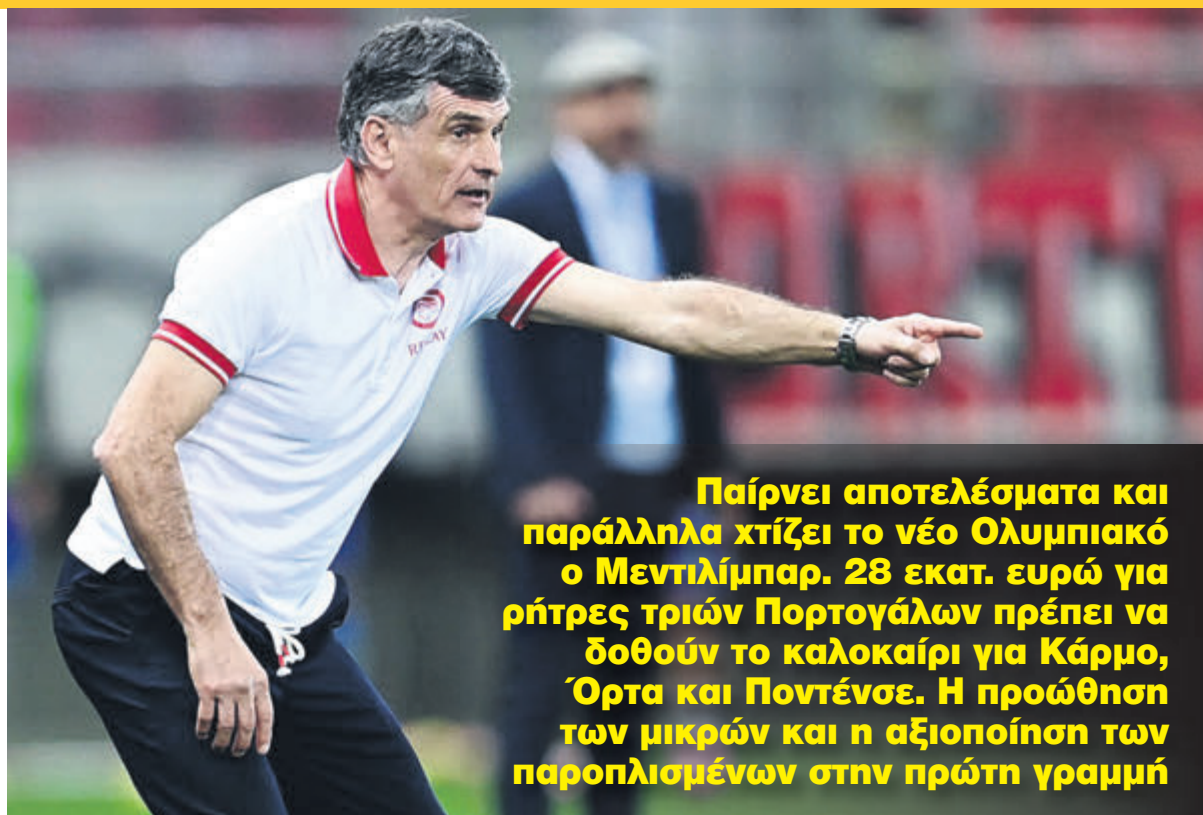 Παίρνει αποτελέσματα και
παράλληλα χτίζει το νέο Ολυμπιακό
ο Μεντιλίμπαρ. 28 εκατ. ευρώ για
ρήτρες τριών Πορτογάλων πρέπει να
δοθούν το καλοκαίρι για Κάρμο,
Όρτα και Ποντένσε. Η προώθηση
των μικρών και η αξιοποίηση των
παροπλισμένων στην πρώτη γραμμή